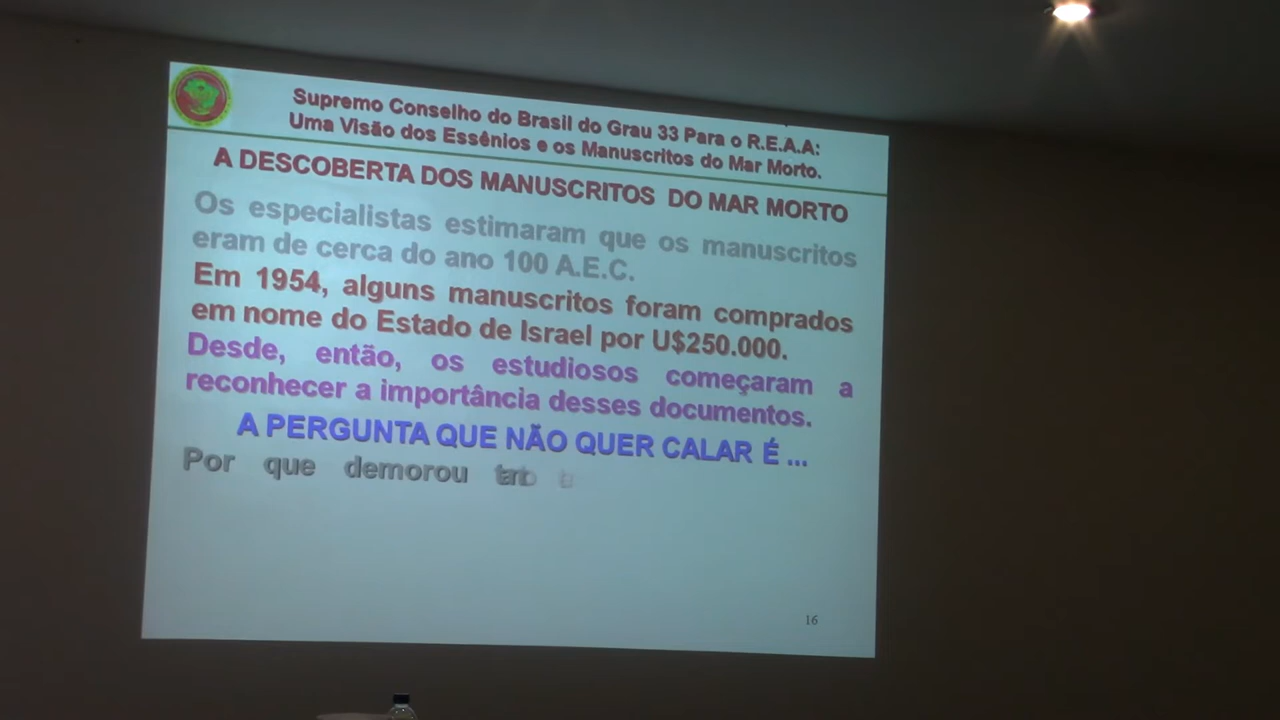 Supremo Conselho do Brasil do Grau 33 Para o R.E.A.A:
Uma Visão dos Essênios e os Manuscritos do Mar Morto.
A DESCOBERTA DOS MANUSCRITOS DO MAR MORTO
Os especialistas estimaram que os manuscritos
eram de cerca do ano 100 A.E.C.
Em 1954, alguns manuscritos foram comprados
em nome do Estado de Israel por U$250.000.
Desde, então, os estudiosos começaram a
reconhecer a importância desses documentos.
A PERGUNTA QUE NÃO QUER CALAR É ...
Por que demorou
16